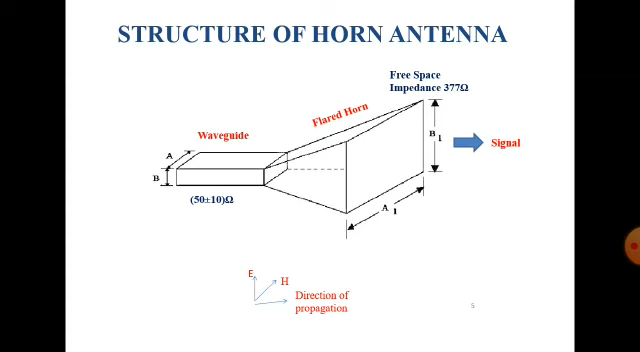 STRUCTURE OF HORN ANTENNA
Free Space
Impedance 377Ω
Flared Horn
Waveguide
A
B
B 1
Signal
(50±10)Ω
A 1
E
H
Direction of
propagation
5